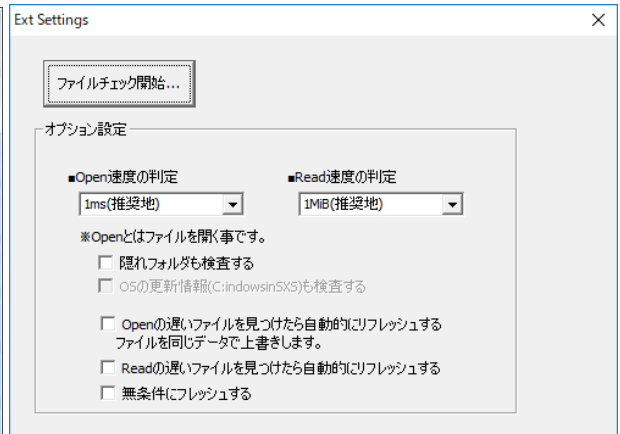 Ext Settings
ファイルチェック開始...
オプション設定
■Open速度の判定
■Read速度の判定
1ms(推奨地)
1MiB(推奨地)
※Openとはファイルを開く事です。
隠れフォルダも検査する
OSの更新情報(C:indowsinSXS)も検査する
Openの遅いファイルを見つけたら自動的にリフレッシュする
ファイルを同じデータで上書きします。
Readの遅いファイルを見つけたら自動的にリフレッシュする
無条件にフレッシュする